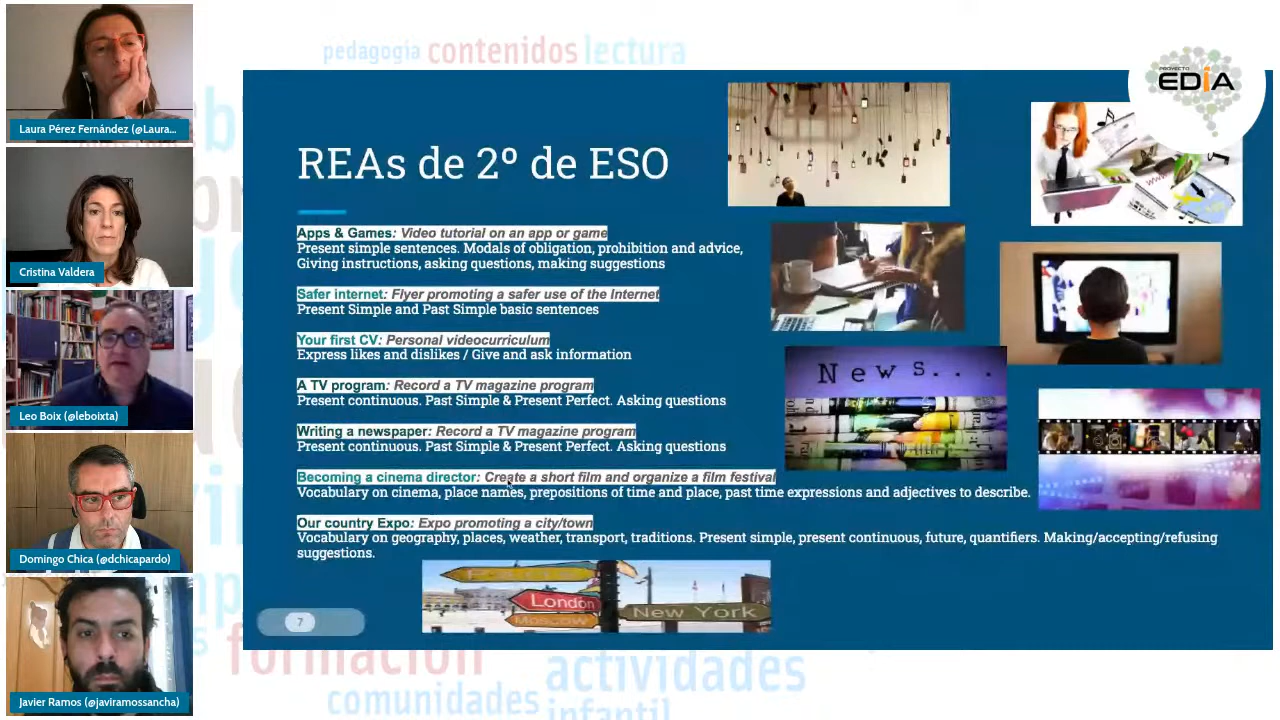 pedagogía contenidos lectura
PROYECTO
EDIA
Laura Pérez Fernández (@Laura...
Cristina Valdera
Leo Boix (@leboixta)
Domingo Chica (@dchicapardo)
Javier Ramos (@javiramossancha)
REAs de 2º de ESO
Apps & Games: Video tutorial on an app or game
Present simple sentences. Modals of obligation, prohibition and advice,
Giving instructions, asking questions, making suggestions
Safer internet: Flyer promoting a safer use of the Internet
Present Simple and Past Simple basic sentences
Your first CV: Personal videocurriculum
Express likes and dislikes / Give and ask information
A TV program: Record a TV magazine program
Present continuous. Past Simple & Present Perfect. Asking questions
Writing a newspaper: Record a TV magazine program
Present continuous. Past Simple & Present Perfect. Asking questions
Becoming a cinema director: Create a short film and organize a film festival
Vocabulary on cinema, place names, prepositions of time and place, past time expressions and adjectives to describe.
Our country Expo: Expo promoting a city/town
Vocabulary on geography, places, weather, transport, traditions. Present simple, present continuous, future, quantifiers. Making/accepting/refusing
suggestions.
News...
London
New York
Moscow
7
formación
actividades
comunidades
infantil